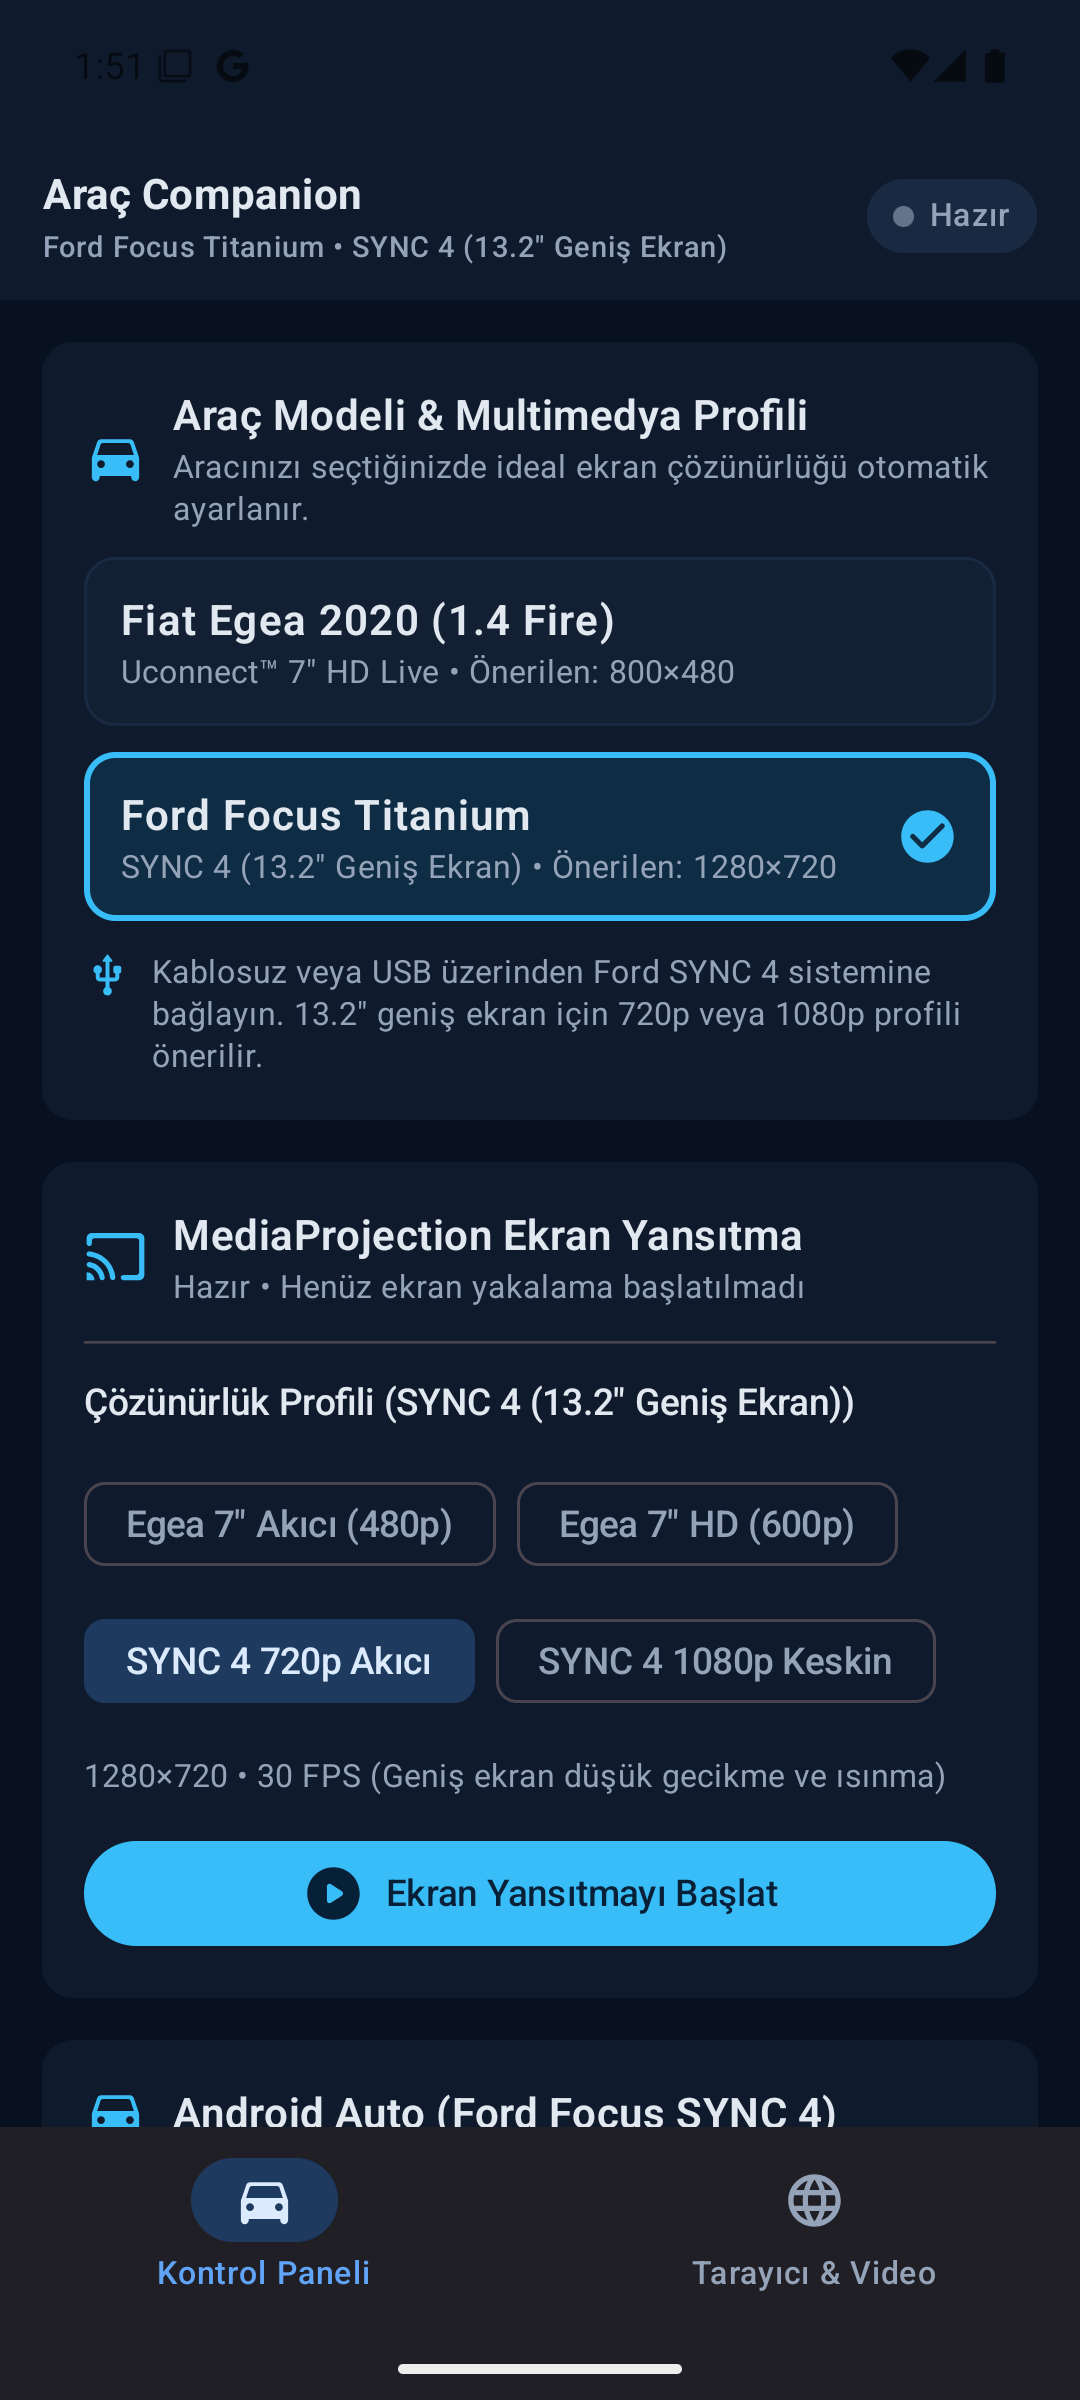 1:51
Araç Companion
Ford Focus Titanium • SYNC 4 (13.2" Geniş Ekran)
Hazır
Araç Modeli & Multimedya Profili
Aracınızı seçtiğinizde ideal ekran çözünürlüğü otomatik
ayarlanır.
Fiat Egea 2020 (1.4 Fire)
Uconnect™ 7" HD Live • Önerilen: 800×480
Ford Focus Titanium
SYNC 4 (13.2" Geniş Ekran) • Önerilen: 1280×720
Kablosuz veya USB üzerinden Ford SYNC 4 sistemine
bağlayın. 13.2" geniş ekran için 720p veya 1080p profili
önerilir.
MediaProjection Ekran Yansıtma
Hazır • Henüz ekran yakalama başlatılmadı
Çözünürlük Profili (SYNC 4 (13.2" Geniş Ekran))
Egea 7" Akıcı (480p)
Egea 7" HD (600p)
SYNC 4 720p Akıcı
SYNC 4 1080p Keskin
1280×720 • 30 FPS (Geniş ekran düşük gecikme ve ısınma)
Ekran Yansıtmayı Başlat
Android Auto (Ford Focus SYNC 4)
Kontrol Paneli
Tarayıcı & Video